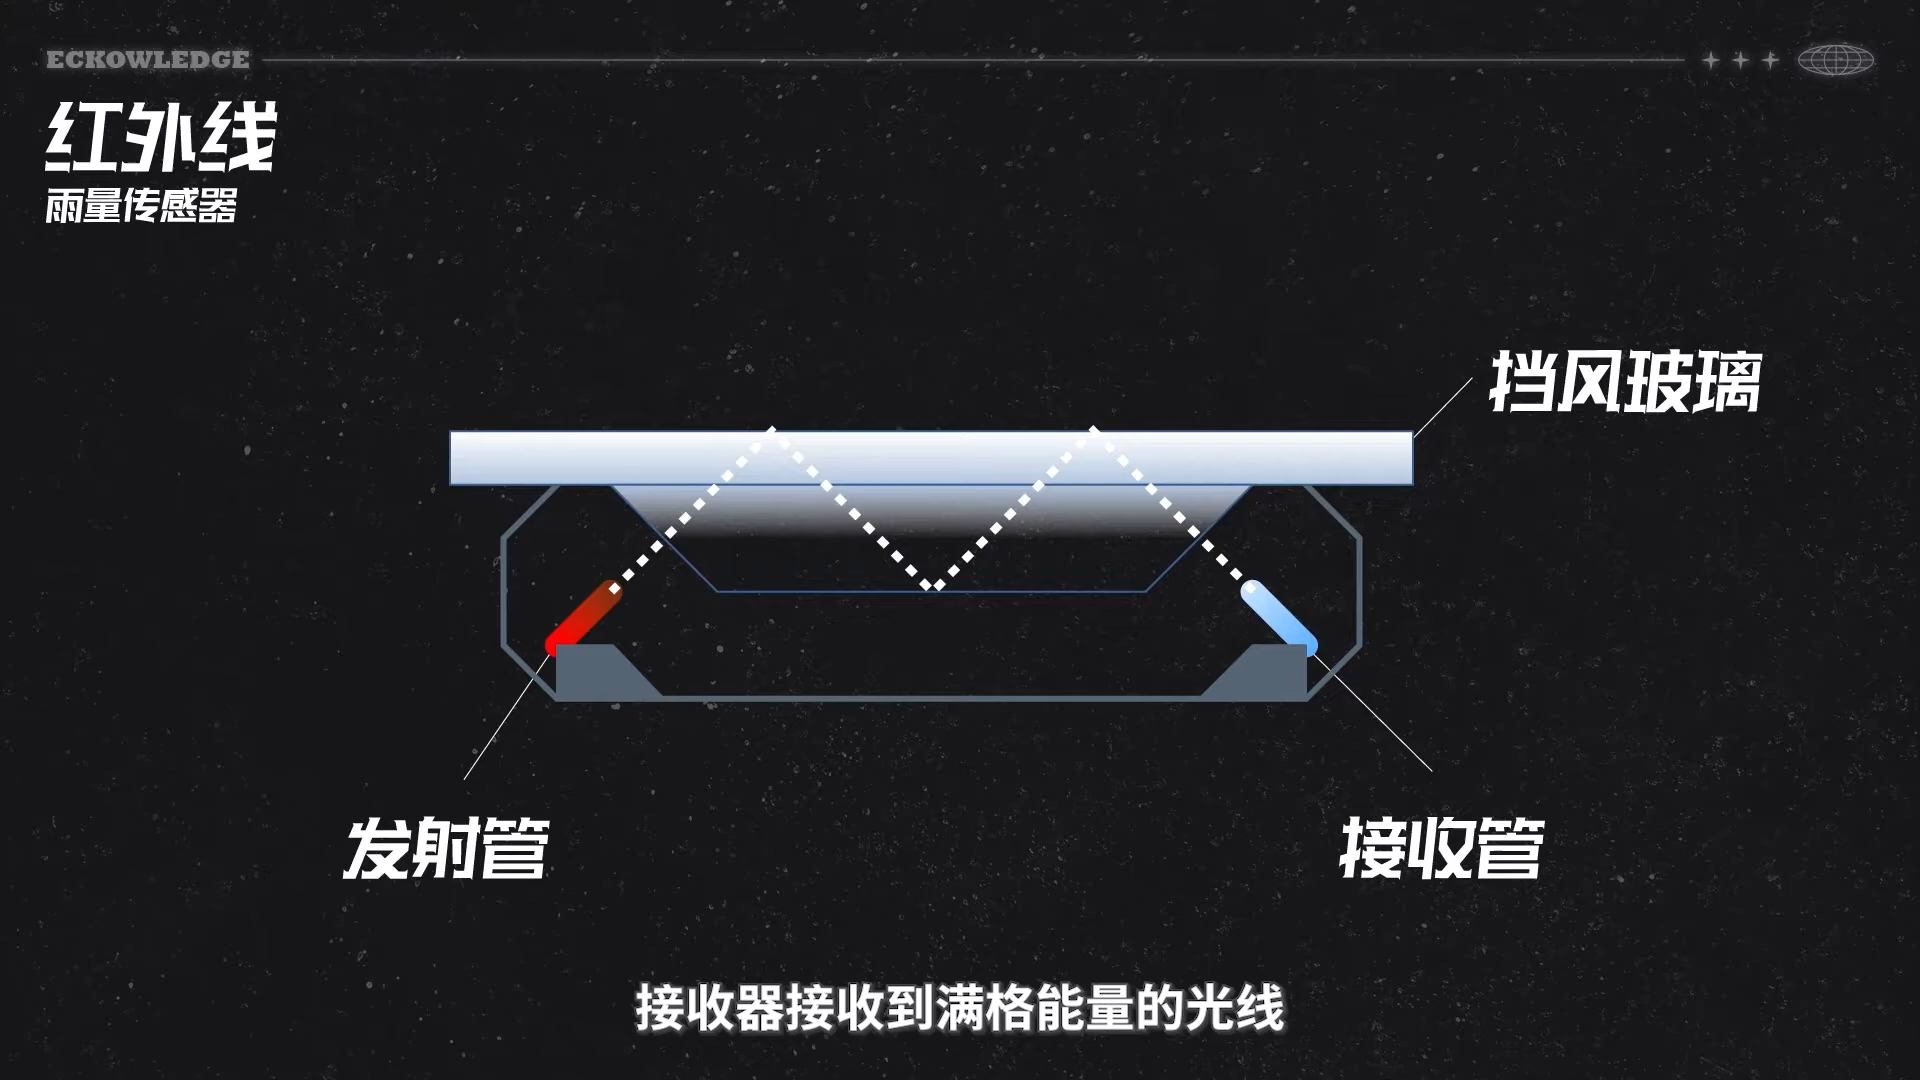 ECKOWLEDGE
红外线
雨量传感器
挡风玻璃
发射管
接收管
接收器接收到满格能量的光线